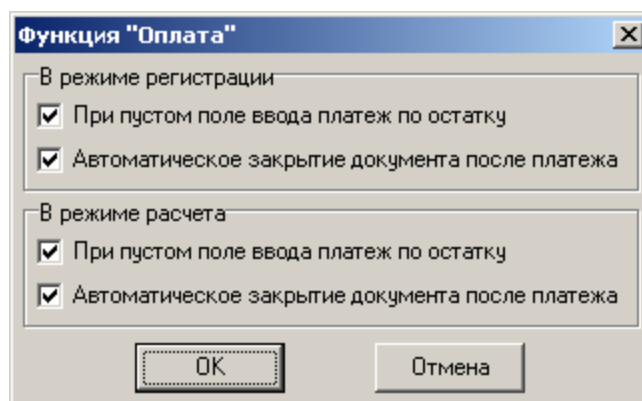 Функция "Оплата"
В режиме регистрации
При пустом поле ввода платеж по остатку
Автоматическое закрытие документа после платежа
В режиме расчета
При пустом поле ввода платеж по остатку
Автоматическое закрытие документа после платежа
OK
Отмена